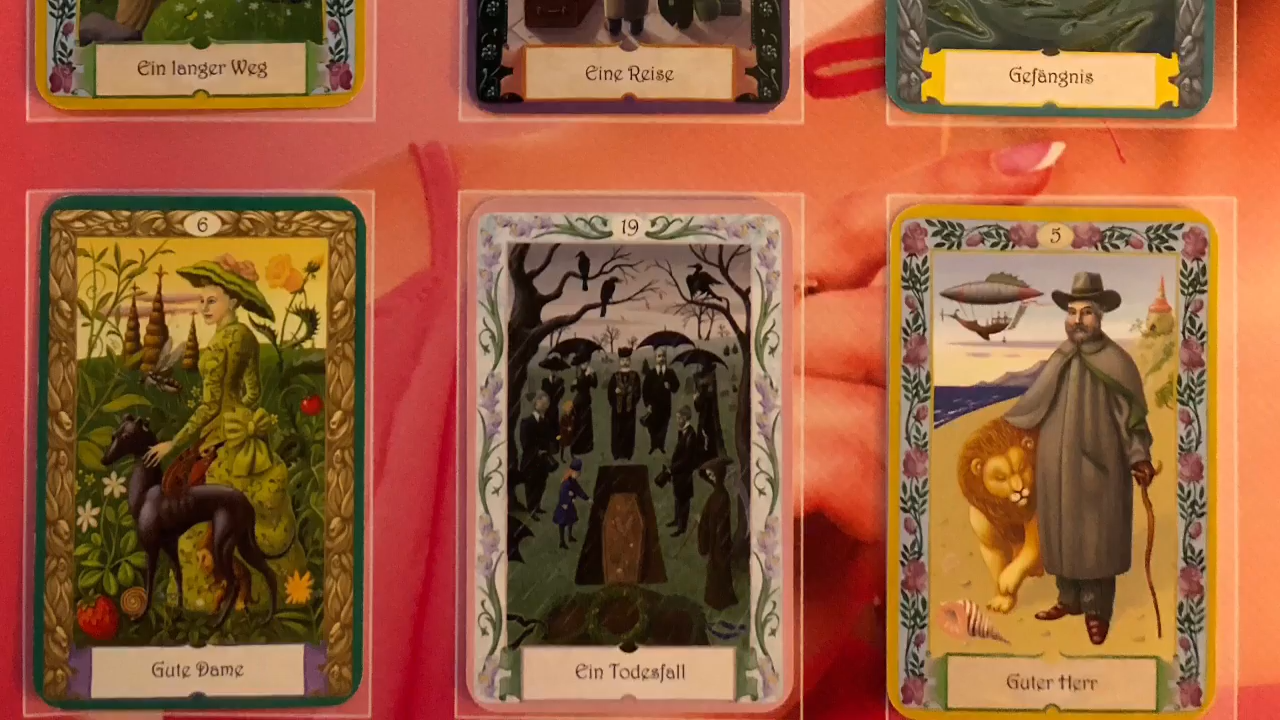 Ein langer Weg
Eine Reise
Gefängnis
6
19
5
Gute Dame
Ein Todesfall
Guter Herr